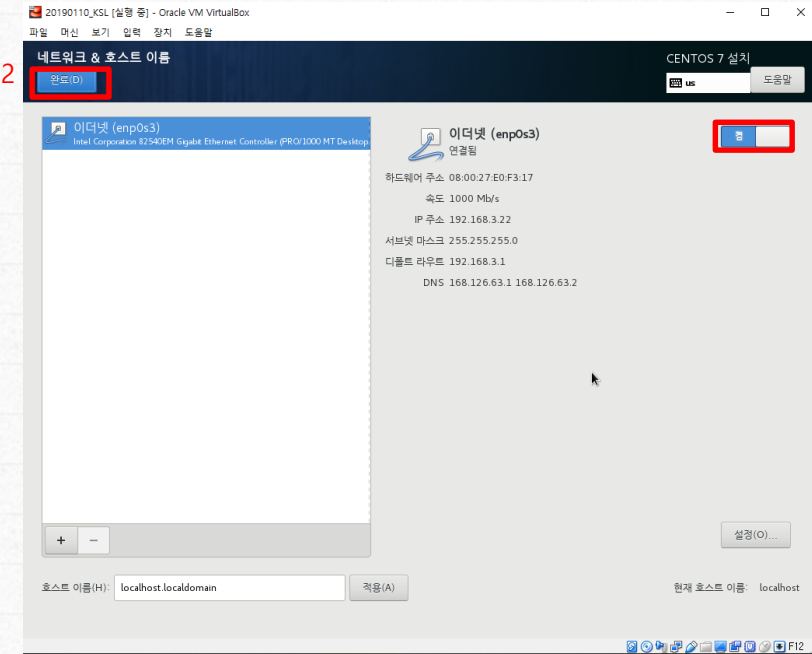 20190110_KSL [실행 중] - Oracle VM VirtualBox
파일 머신 보기 입력 장치 도움말
네트워크 & 호스트 이름
CENTOS 7 설치
2
완료(D)
us
도움말
이더넷 (enp0s3)
Intel Corporation 82540EM Gigabit Ethernet Controller (PRO/1000 MT Desktop
이더넷 (enp0s3)
연결됨
켬
하드웨어 주소 08:00:27:E0:F3:17
속도 1000 Mb/s
IP 주소 192.168.3.22
서브넷 마스크 255.255.255.0
디폴트 라우트 192.168.3.1
DNS 168.126.63.1 168.126.63.2
+ −
설정(O)...
호스트 이름(H): localhost.localdomain 적용(A)
현재 호스트 이름: localhost
F12